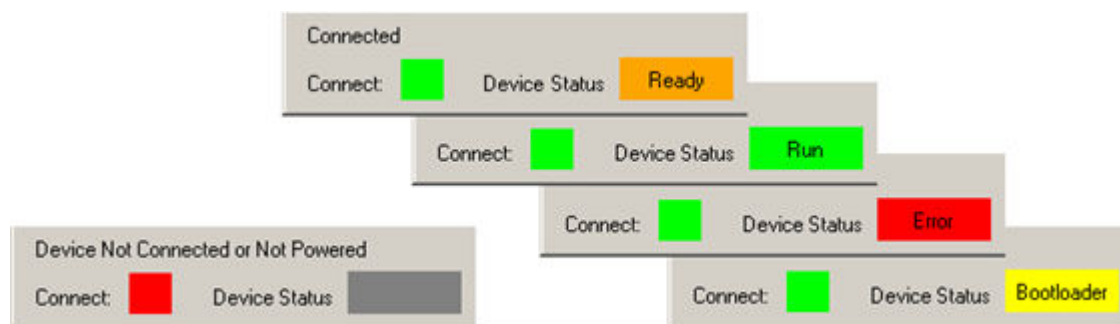 Connected
Connect: Device Status Ready
Connect: Device Status Run
Connect: Device Status Error
Device Not Connected or Not Powered
Connect: Device Status
Connect: Device Status Bootloader